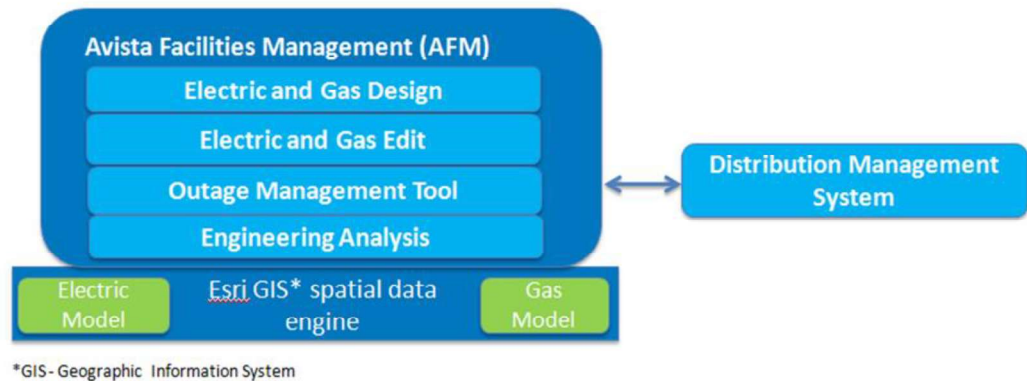 Avista Facilities Management (AFM)
Electric and Gas Design
Electric and Gas Edit
Outage Management Tool
Engineering Analysis
Distribution Management
System
Electric
Model
Esri GIS* spatial data
engine
Gas
Model
*GIS - Geographic Information System